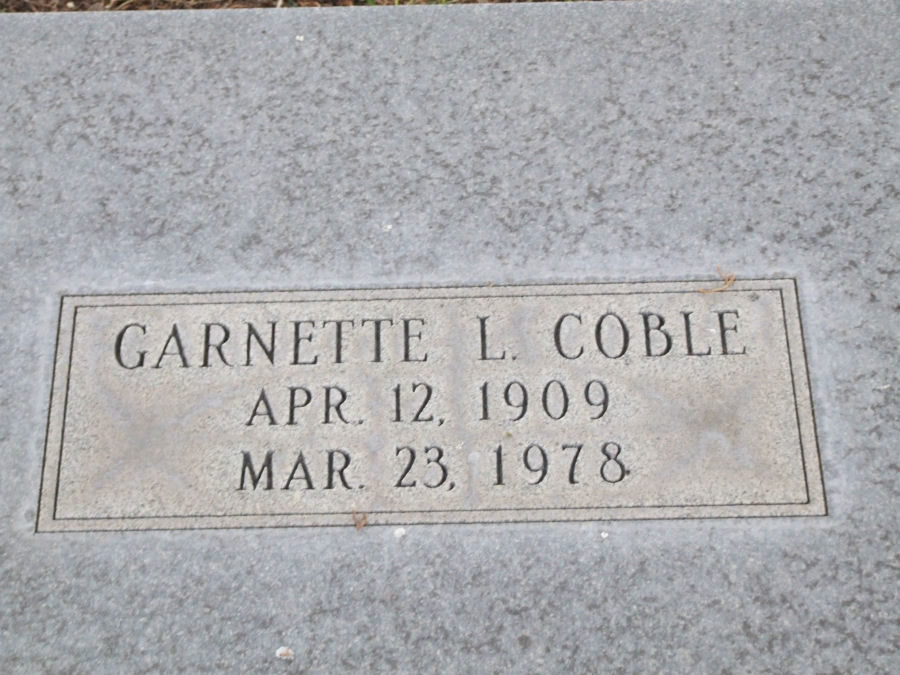 GARNETTE L. COBLE
APR. 12, 1909
MAR. 23, 1978